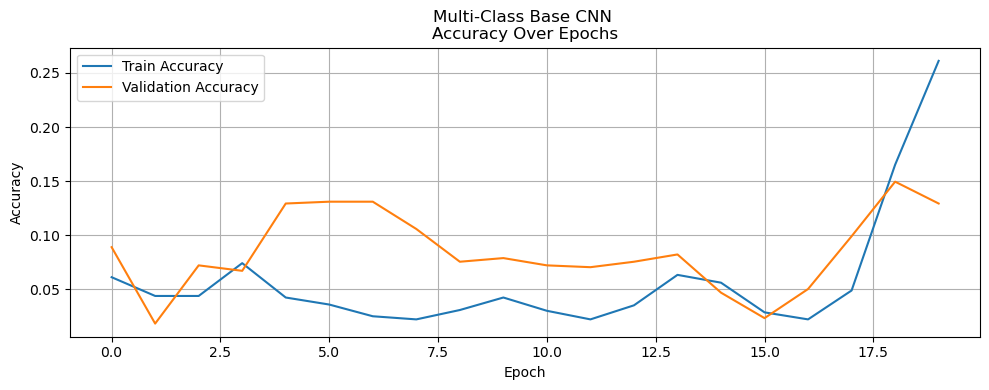 Multi-Class Base CNN
Accuracy Over Epochs
Train Accuracy
Validation Accuracy
Accuracy
0.25
0.20
0.15
0.10
0.05
0.0 2.5 5.0 7.5 10.0 12.5 15.0 17.5
Epoch